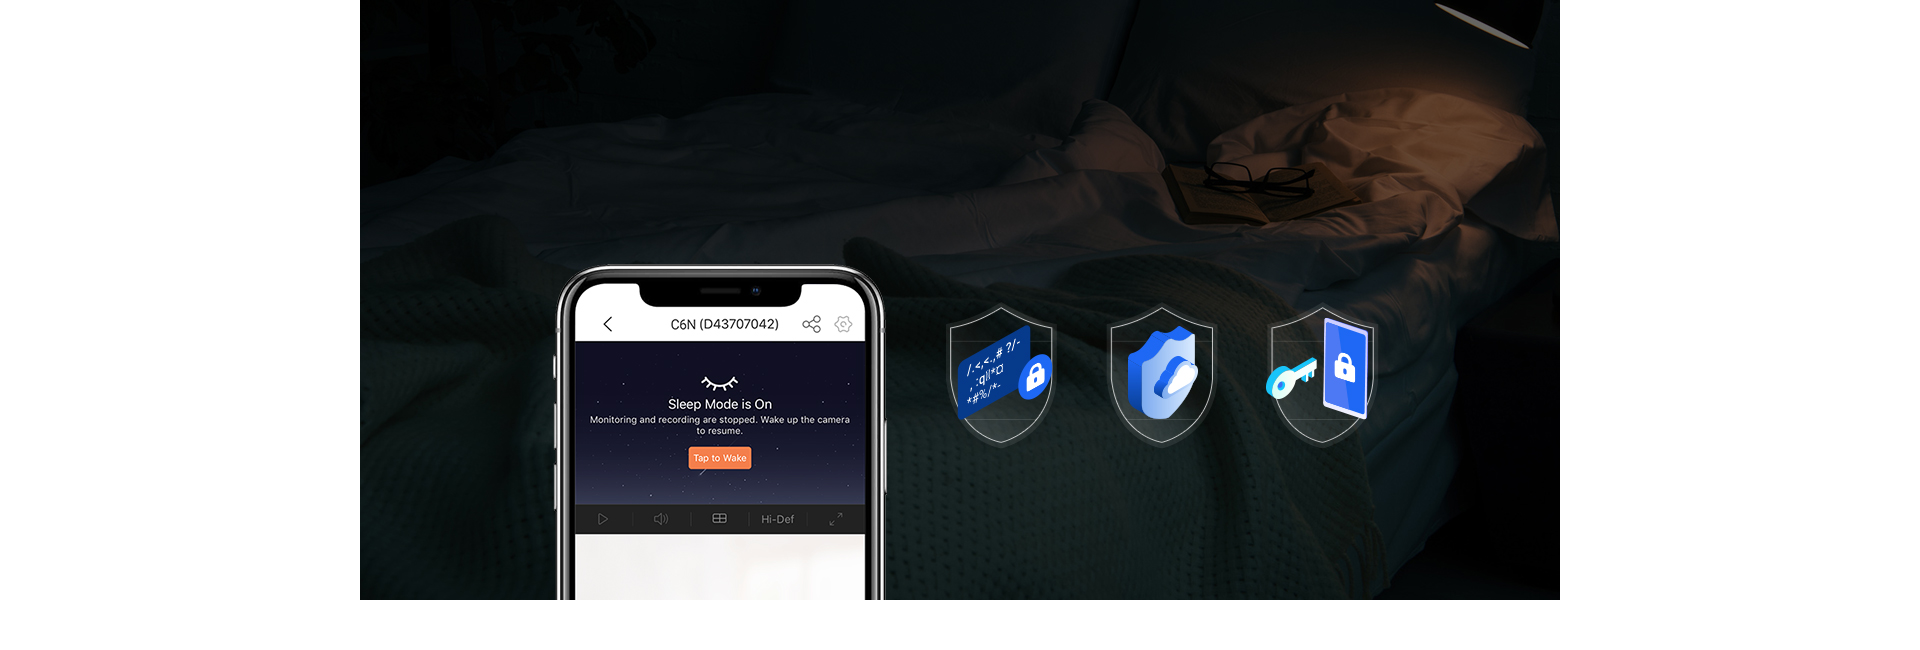 C6N (D43707042)
Sleep Mode is On
Monitoring and recording are stopped. Wake up the camera
to resume.
Tap to Wake
Hi-Def
/.<,<.,# ?/-
, :q||*¤
*#%/*-